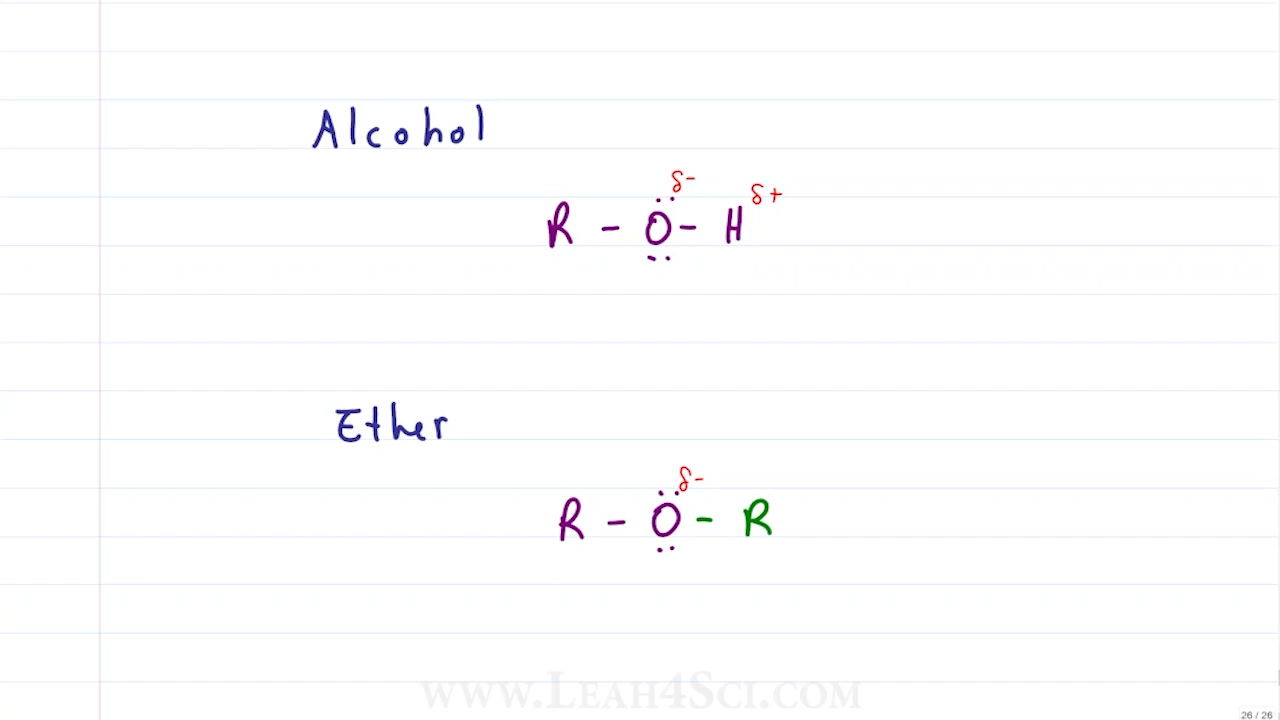 Alcohol
δ- δ+
R - O - H
Ether
δ-
R - O - R
www.Leah4Sci.com
26 / 26